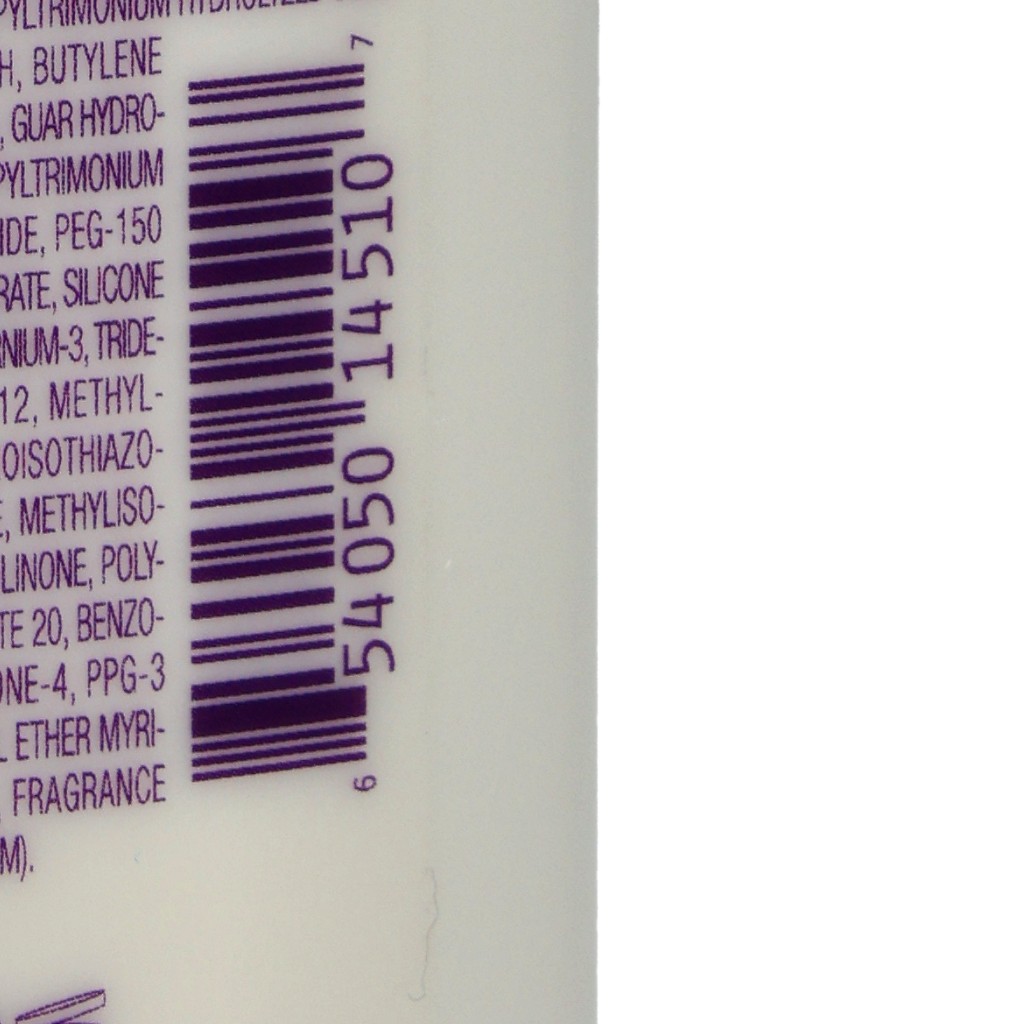 PYLTRIMONIUM
H, BUTYLENE
, GUAR HYDRO-
PYLTRIMONIUM
IDE, PEG-150
RATE, SILICONE
RNIUM-3, TRIDE-
12, METHYL-
OISOTHIAZO-
E, METHYLISO-
LINONE, POLY-
TE 20, BENZO-
ONE-4, PPG-3
L ETHER MYRI-
, FRAGRANCE
M).
6 54050 14510 7